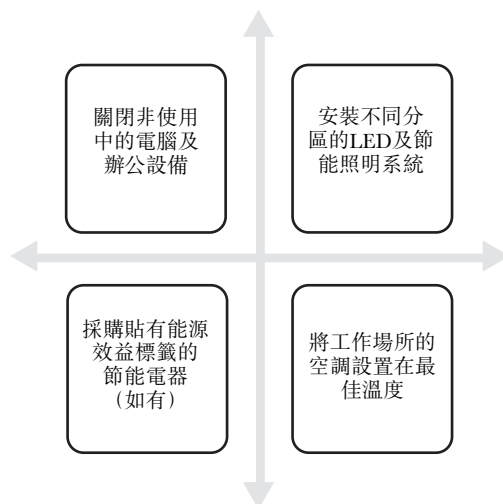 關閉非使用
中的電腦及
辦公設備
安裝不同分
區的LED及節
能照明系統
採購貼有能源
效益標籤的
節能電器
（如有）
將工作場所的
空調設置在最
佳溫度